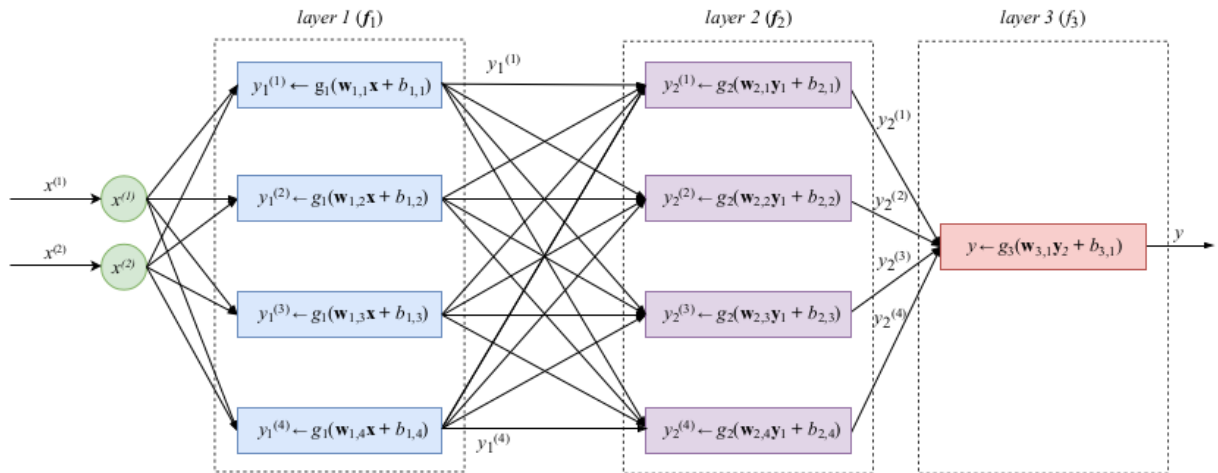 layer 1 (f₁)
layer 2 (f₂)
layer 3 (f₃)
y₁⁽¹⁾ ← g₁(w₁,₁x + b₁,₁)
y₁⁽¹⁾
y₂⁽¹⁾ ← g₂(w₂,₁y₁ + b₂,₁)
y₂⁽¹⁾
x⁽¹⁾
x⁽¹⁾
y₁⁽²⁾ ← g₁(w₁,₂x + b₁,₂)
y₂⁽²⁾ ← g₂(w₂,₂y₁ + b₂,₂)
y₂⁽²⁾
x⁽²⁾
x⁽²⁾
y ← g₃(w₃,₁y₂ + b₃,₁)
y
y₂⁽³⁾
y₁⁽³⁾ ← g₁(w₁,₃x + b₁,₃)
y₂⁽³⁾ ← g₂(w₂,₃y₁ + b₂,₃)
y₂⁽⁴⁾
y₁⁽⁴⁾ ← g₁(w₁,₄x + b₁,₄)
y₁⁽⁴⁾
y₂⁽⁴⁾ ← g₂(w₂,₄y₁ + b₂,₄)